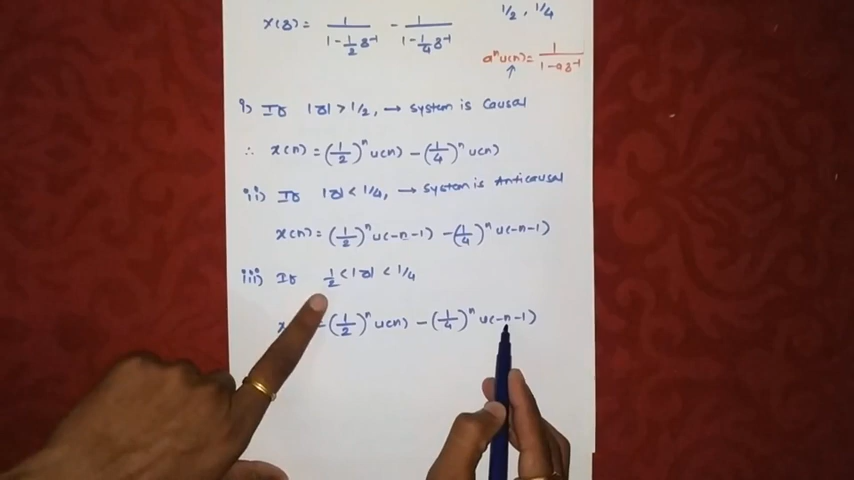 1/2, 1/4
x(z) = 1/(1-1/2 z⁻¹) - 1/(1-1/4 z⁻¹)
aⁿu(n) = 1/(1-az⁻¹)
i) If |z| > 1/2, → system is causal
∴ x(n) = (1/2)ⁿ u(n) - (1/4)ⁿ u(n)
ii) If |z| < 1/4, → system is Anticausal
x(n) = (1/2)ⁿ u(-n-1) - (1/4)ⁿ u(-n-1)
iii) If 1/2 < |z| < 1/4
(1/2)ⁿ u(n) - (1/4)ⁿ u(-n-1)